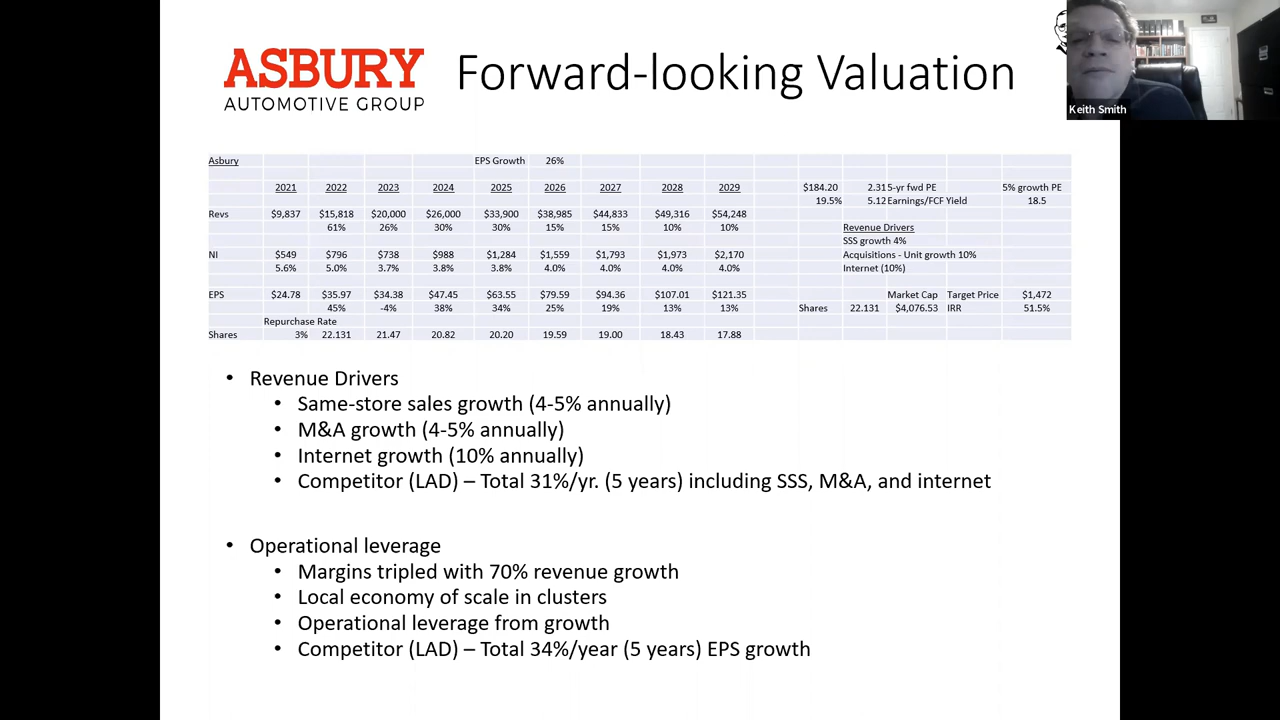 ASBURY
AUTOMOTIVE GROUP
Forward-looking Valuation
Keith Smith
Asbury EPS Growth 26%
2021 2022 2023 2024 2025 2026 2027 2028 2029 $184.20 2.31 5-yr fwd PE 5% growth PE
19.5% 5.12 Earnings/FCF Yield 18.5
Revs $9,837 $15,818 $20,000 $26,000 $33,900 $38,985 $44,833 $49,316 $54,248
61% 26% 30% 30% 15% 15% 10% 10% Revenue Drivers
SSS growth 4%
NI $549 $796 $738 $988 $1,284 $1,559 $1,793 $1,973 $2,170 Acquisitions - Unit growth 10%
5.6% 5.0% 3.7% 3.8% 3.8% 4.0% 4.0% 4.0% 4.0% Internet (10%)
EPS $24.78 $35.97 $34.38 $47.45 $63.55 $79.59 $94.36 $107.01 $121.35 Market Cap Target Price $1,472
45% -4% 38% 34% 25% 19% 13% 13% Shares 22.131 $4,076.53 IRR 51.5%
Repurchase Rate
Shares 3% 22.131 21.47 20.82 20.20 19.59 19.00 18.43 17.88
• Revenue Drivers
• Same-store sales growth (4-5% annually)
• M&A growth (4-5% annually)
• Internet growth (10% annually)
• Competitor (LAD) – Total 31%/yr. (5 years) including SSS, M&A, and internet
• Operational leverage
• Margins tripled with 70% revenue growth
• Local economy of scale in clusters
• Operational leverage from growth
• Competitor (LAD) – Total 34%/year (5 years) EPS growth